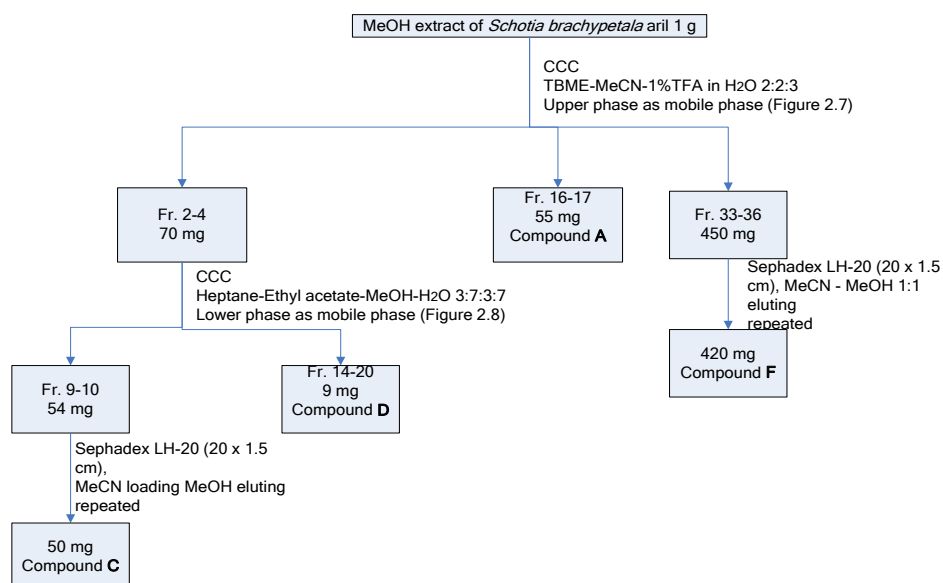 MeOH extract of Schotia brachypetala aril 1 g
CCC
TBME-MeCN-1%TFA in H2O 2:2:3
Upper phase as mobile phase (Figure 2.7)
Fr. 2-4
70 mg
Fr. 16-17
55 mg
Compound A
Fr. 33-36
450 mg
CCC
Heptane-Ethyl acetate-MeOH-H2O 3:7:3:7
Lower phase as mobile phase (Figure 2.8)
Sephadex LH-20 (20 x 1.5
cm), MeCN - MeOH 1:1
eluting
repeated
Fr. 9-10
54 mg
Fr. 14-20
9 mg
Compound D
420 mg
Compound F
Sephadex LH-20 (20 x 1.5
cm),
MeCN loading MeOH eluting
repeated
50 mg
Compound C